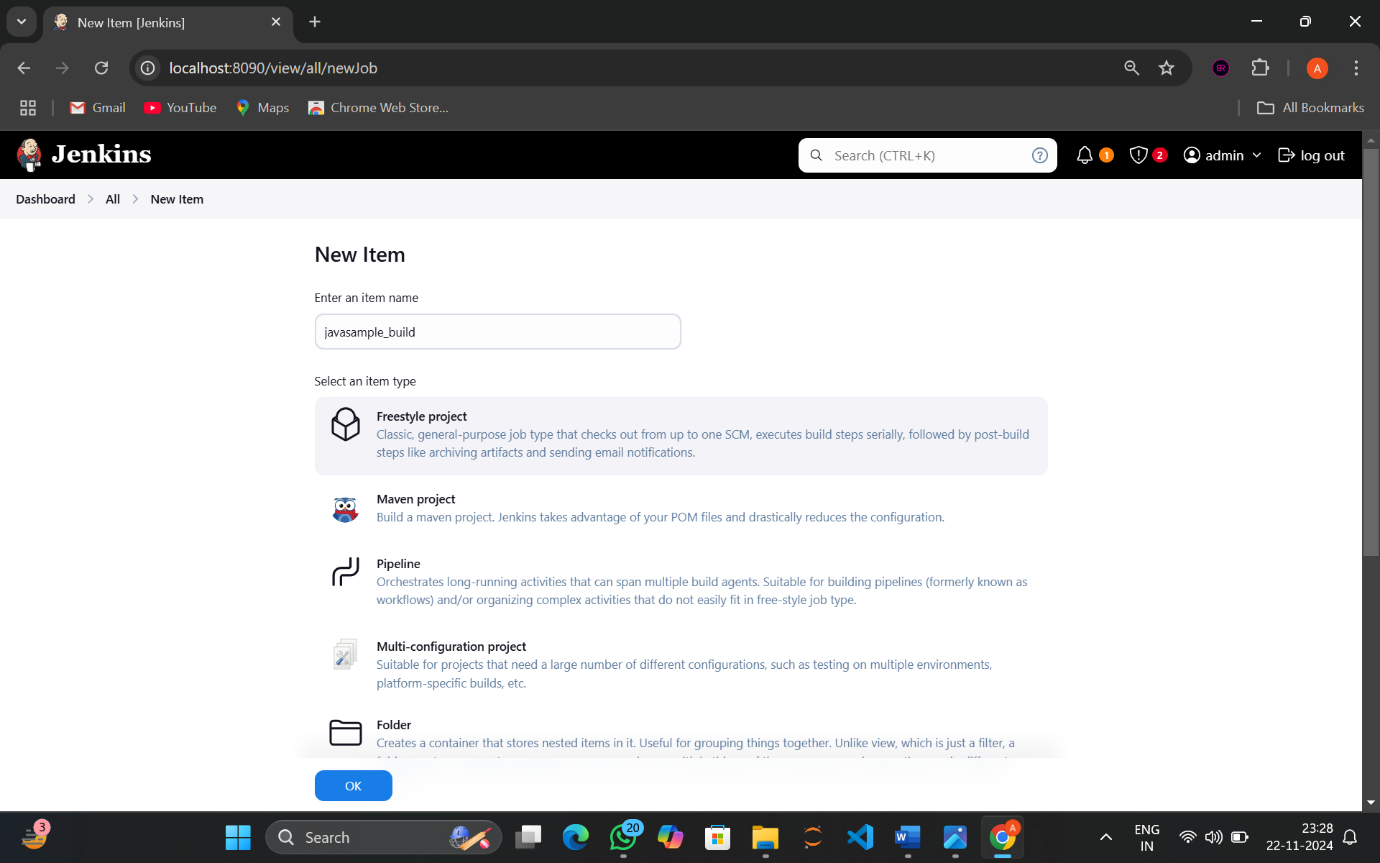 New Item [Jenkins]
localhost:8090/view/all/newJob
A
Gmail
YouTube
Maps
Chrome Web Store...
All Bookmarks
Jenkins
Search (CTRL+K)
?
1
2
admin
log out
Dashboard
All
New Item
New Item
Enter an item name
javasample_build
Select an item type
Freestyle project
Classic, general-purpose job type that checks out from up to one SCM, executes build steps serially, followed by post-build
steps like archiving artifacts and sending email notifications.
Maven project
Build a maven project. Jenkins takes advantage of your POM files and drastically reduces the configuration.
Pipeline
Orchestrates long-running activities that can span multiple build agents. Suitable for building pipelines (formerly known as
workflows) and/or organizing complex activities that do not easily fit in free-style job type.
Multi-configuration project
Suitable for projects that need a large number of different configurations, such as testing on multiple environments,
platform-specific builds, etc.
Folder
Creates a container that stores nested items in it. Useful for grouping things together. Unlike view, which is just a filter, a
OK
3
Search
20
W
A
ENG
IN
23:28
22-11-2024